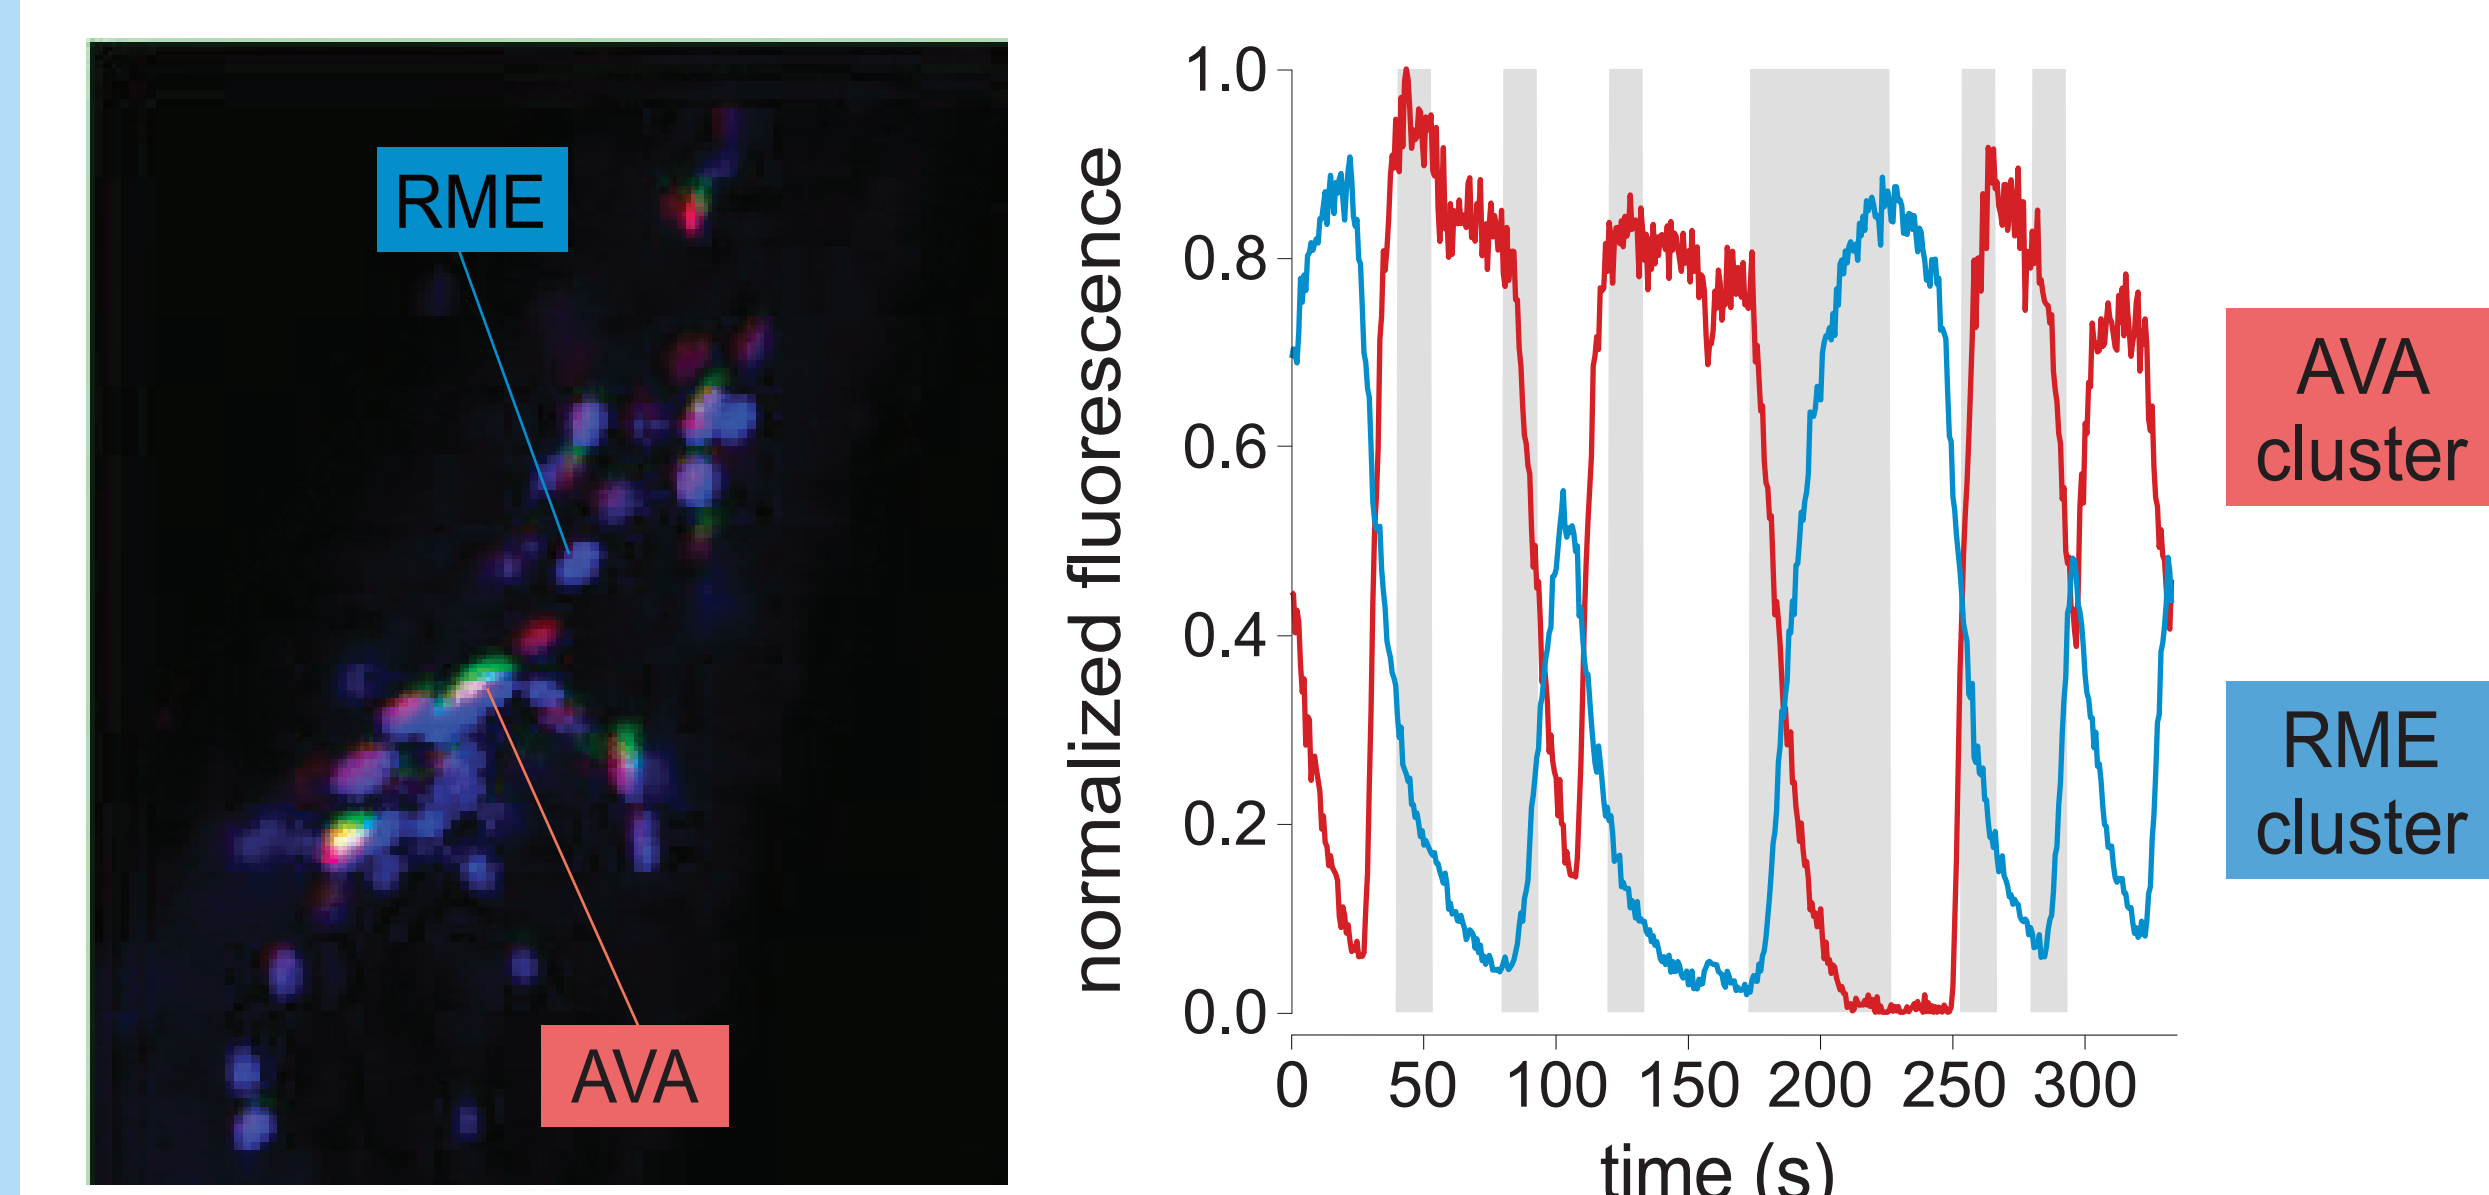 RME
AVA
normalized fluorescence
1.0
0.8
0.6
0.4
0.2
0.0
0 50 100 150 200 250 300
time (s)
AVA
cluster
RME
cluster